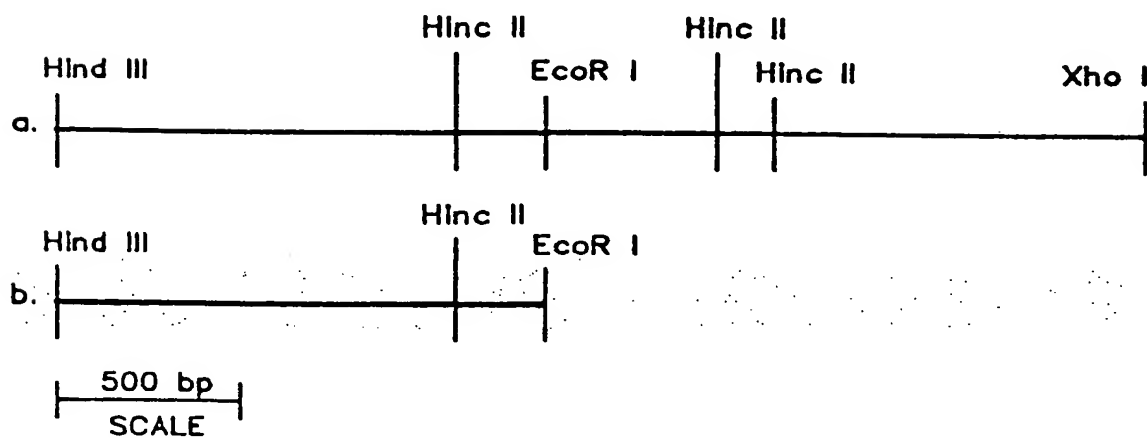 Hinc II Hinc II
Hind III EcoR I Hinc II Xho I
a.
Hinc II
Hind III EcoR I
b.
500 bp
SCALE